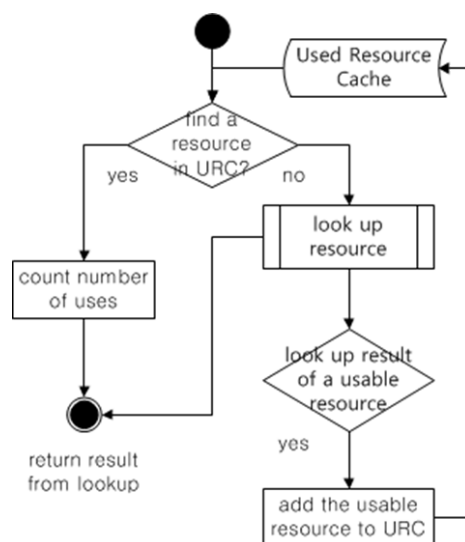 Used Resource
Cache
find a
resource
in URC?
yes
no
look up
resource
count number
of uses
look up result
of a usable
resource
yes
return result
from lookup
add the usable
resource to URC